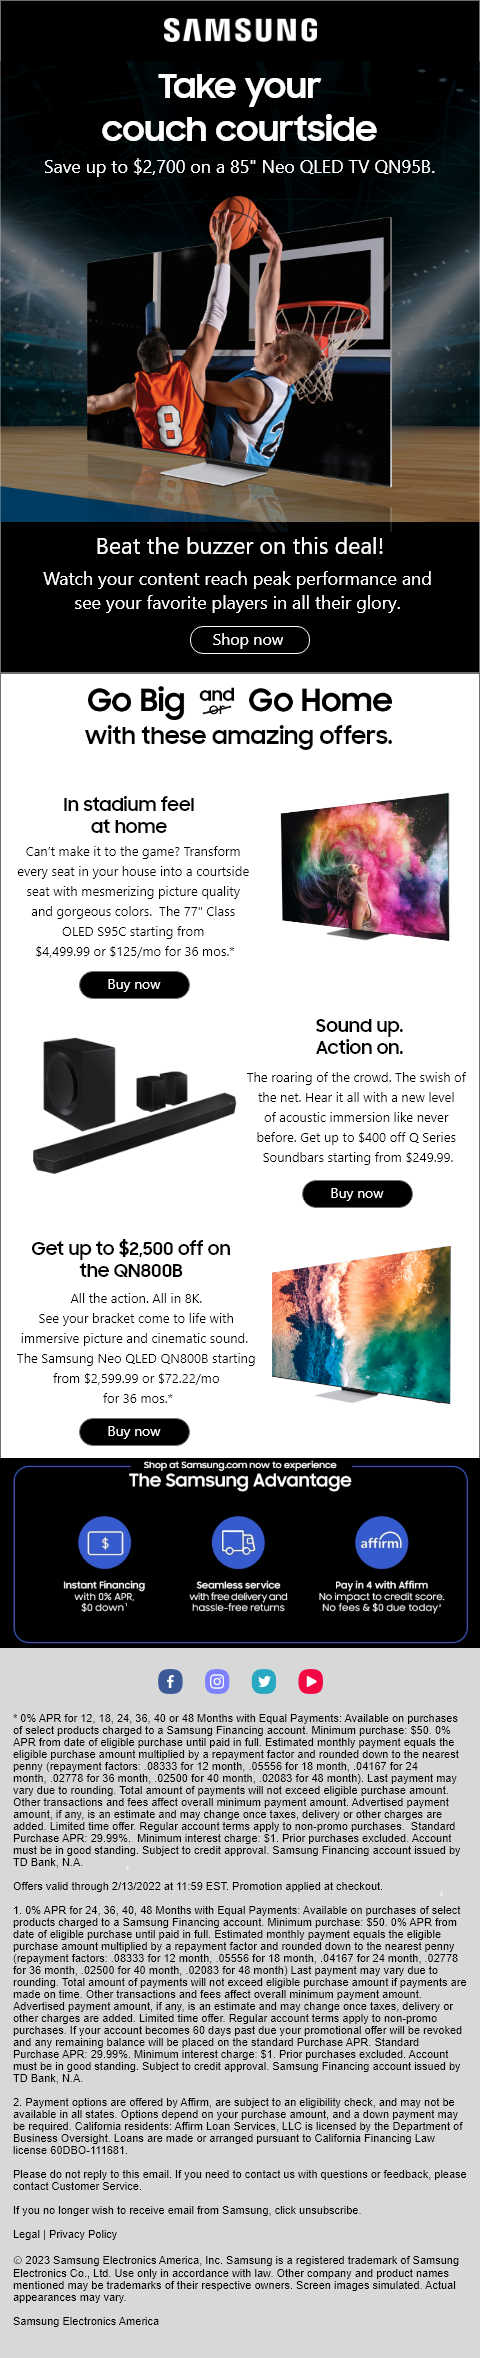 SAMSUNG
Take your
couch courtside
Save up to $2,700 on a 85" Neo QLED TV QN95B.
8
2
Beat the buzzer on this deal!
Watch your content reach peak performance and
see your favorite players in all their glory.
Shop now
Go Big and or Go Home
with these amazing offers.
In stadium feel
at home
Can't make it to the game? Transform
every seat in your house into a courtside
seat with mesmerizing picture quality
and gorgeous colors. The 77" Class
OLED S95C starting from
$4,499.99 or $125/mo for 36 mos.*
Buy now
Sound up.
Action on.
The roaring of the crowd. The swish of
the net. Hear it all with a new level
of acoustic immersion like never
before. Get up to $400 off Q Series
Soundbars starting from $249.99.
Buy now
Get up to $2,500 off on
the QN800B
All the action. All in 8K.
See your bracket come to life with
immersive picture and cinematic sound.
The Samsung Neo QLED QN800B starting
from $2,599.99 or $72.22/mo
for 36 mos.*
Buy now
Shop at Samsung.com now to experience
The Samsung Advantage
$
affirm
Instant Financing
with 0% APR,
$0 down¹
Seamless service
with free delivery and
hassle-free returns
Pay in 4 with Affirm
No impact to credit score.
No fees & $0 due today²
* 0% APR for 12, 18, 24, 36, 40 or 48 Months with Equal Payments: Available on purchases
of select products charged to a Samsung Financing account. Minimum purchase: $50. 0%
APR from date of eligible purchase until paid in full. Estimated monthly payment equals the
eligible purchase amount multiplied by a repayment factor and rounded down to the nearest
penny (repayment factors: .08333 for 12 month, .05556 for 18 month, .04167 for 24
month, .02778 for 36 month, .02500 for 40 month, .02083 for 48 month). Last payment may
vary due to rounding. Total amount of payments will not exceed eligible purchase amount.
Other transactions and fees affect overall minimum payment amount. Advertised payment
amount, if any, is an estimate and may change once taxes, delivery or other charges are
added. Limited time offer. Regular account terms apply to non-promo purchases. Standard
Purchase APR: 29.99%. Minimum interest charge: $1. Prior purchases excluded. Account
must be in good standing. Subject to credit approval. Samsung Financing account issued by
TD Bank, N.A.
Offers valid through 2/13/2022 at 11:59 EST. Promotion applied at checkout.
1. 0% APR for 24, 36, 40, 48 Months with Equal Payments: Available on purchases of select
products charged to a Samsung Financing account. Minimum purchase: $50. 0% APR from
date of eligible purchase until paid in full. Estimated monthly payment equals the eligible
purchase amount multiplied by a repayment factor and rounded down to the nearest penny
(repayment factors: .08333 for 12 month, .05556 for 18 month, .04167 for 24 month, .02778
for 36 month, .02500 for 40 month, .02083 for 48 month) Last payment may vary due to
rounding. Total amount of payments will not exceed eligible purchase amount if payments are
made on time. Other transactions and fees affect overall minimum payment amount.
Advertised payment amount, if any, is an estimate and may change once taxes, delivery or
other charges are added. Limited time offer. Regular account terms apply to non-promo
purchases. If your account becomes 60 days past due your promotional offer will be revoked
and any remaining balance will be placed on the standard Purchase APR. Standard
Purchase APR: 29.99%. Minimum interest charge: $1. Prior purchases excluded. Account
must be in good standing. Subject to credit approval. Samsung Financing account issued by
TD Bank, N.A.
2. Payment options are offered by Affirm, are subject to an eligibility check, and may not be
available in all states. Options depend on your purchase amount, and a down payment may
be required. California residents: Affirm Loan Services, LLC is licensed by the Department of
Business Oversight. Loans are made or arranged pursuant to California Financing Law
license 60DBO-111681.
Please do not reply to this email. If you need to contact us with questions or feedback, please
contact Customer Service.
If you no longer wish to receive email from Samsung, click unsubscribe.
Legal | Privacy Policy
© 2023 Samsung Electronics America, Inc. Samsung is a registered trademark of Samsung
Electronics Co., Ltd. Use only in accordance with law. Other company and product names
mentioned may be trademarks of their respective owners. Screen images simulated. Actual
appearances may vary.
Samsung Electronics America